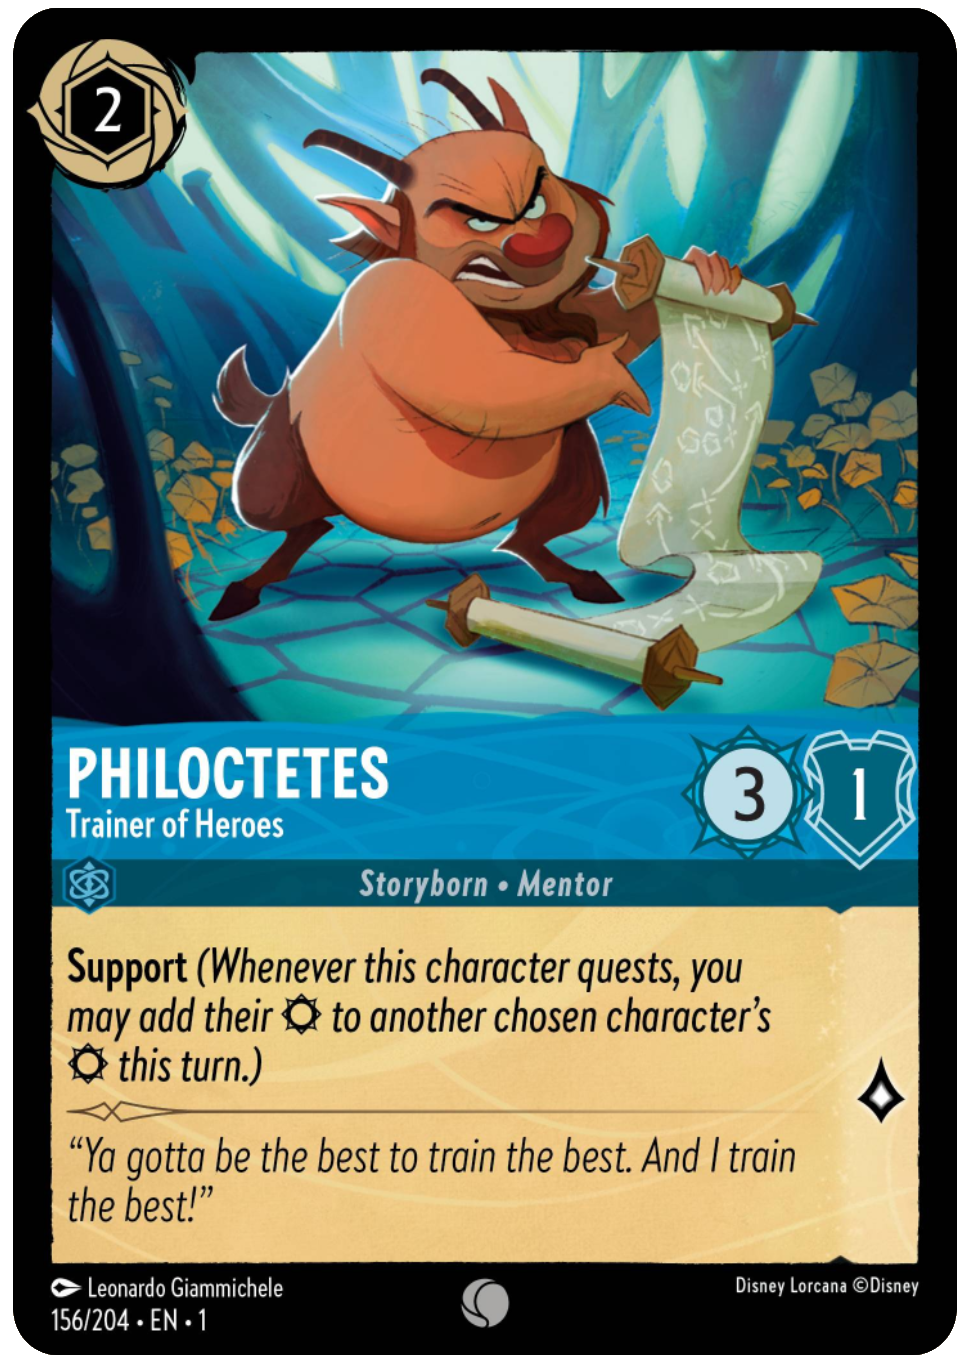 2
PHILOCTETES
Trainer of Heroes
3
1
Storyborn • Mentor
Support (Whenever this character quests, you
may add their to another chosen character's
this turn.)
“Ya gotta be the best to train the best. And I train
the best!”
Leonardo Giammichele
156/204 • EN • 1
Disney Lorcana ©Disney